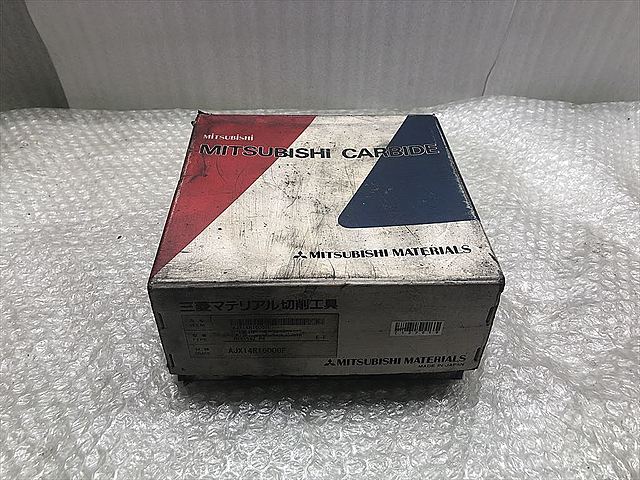 MITSUBISHI
MITSUBISHI CARBIDE
MITSUBISHI MATERIALS
三菱マテリアル切削工具
AJX14R16006F
MITSUBISHI MATERIALS
MADE IN JAPAN